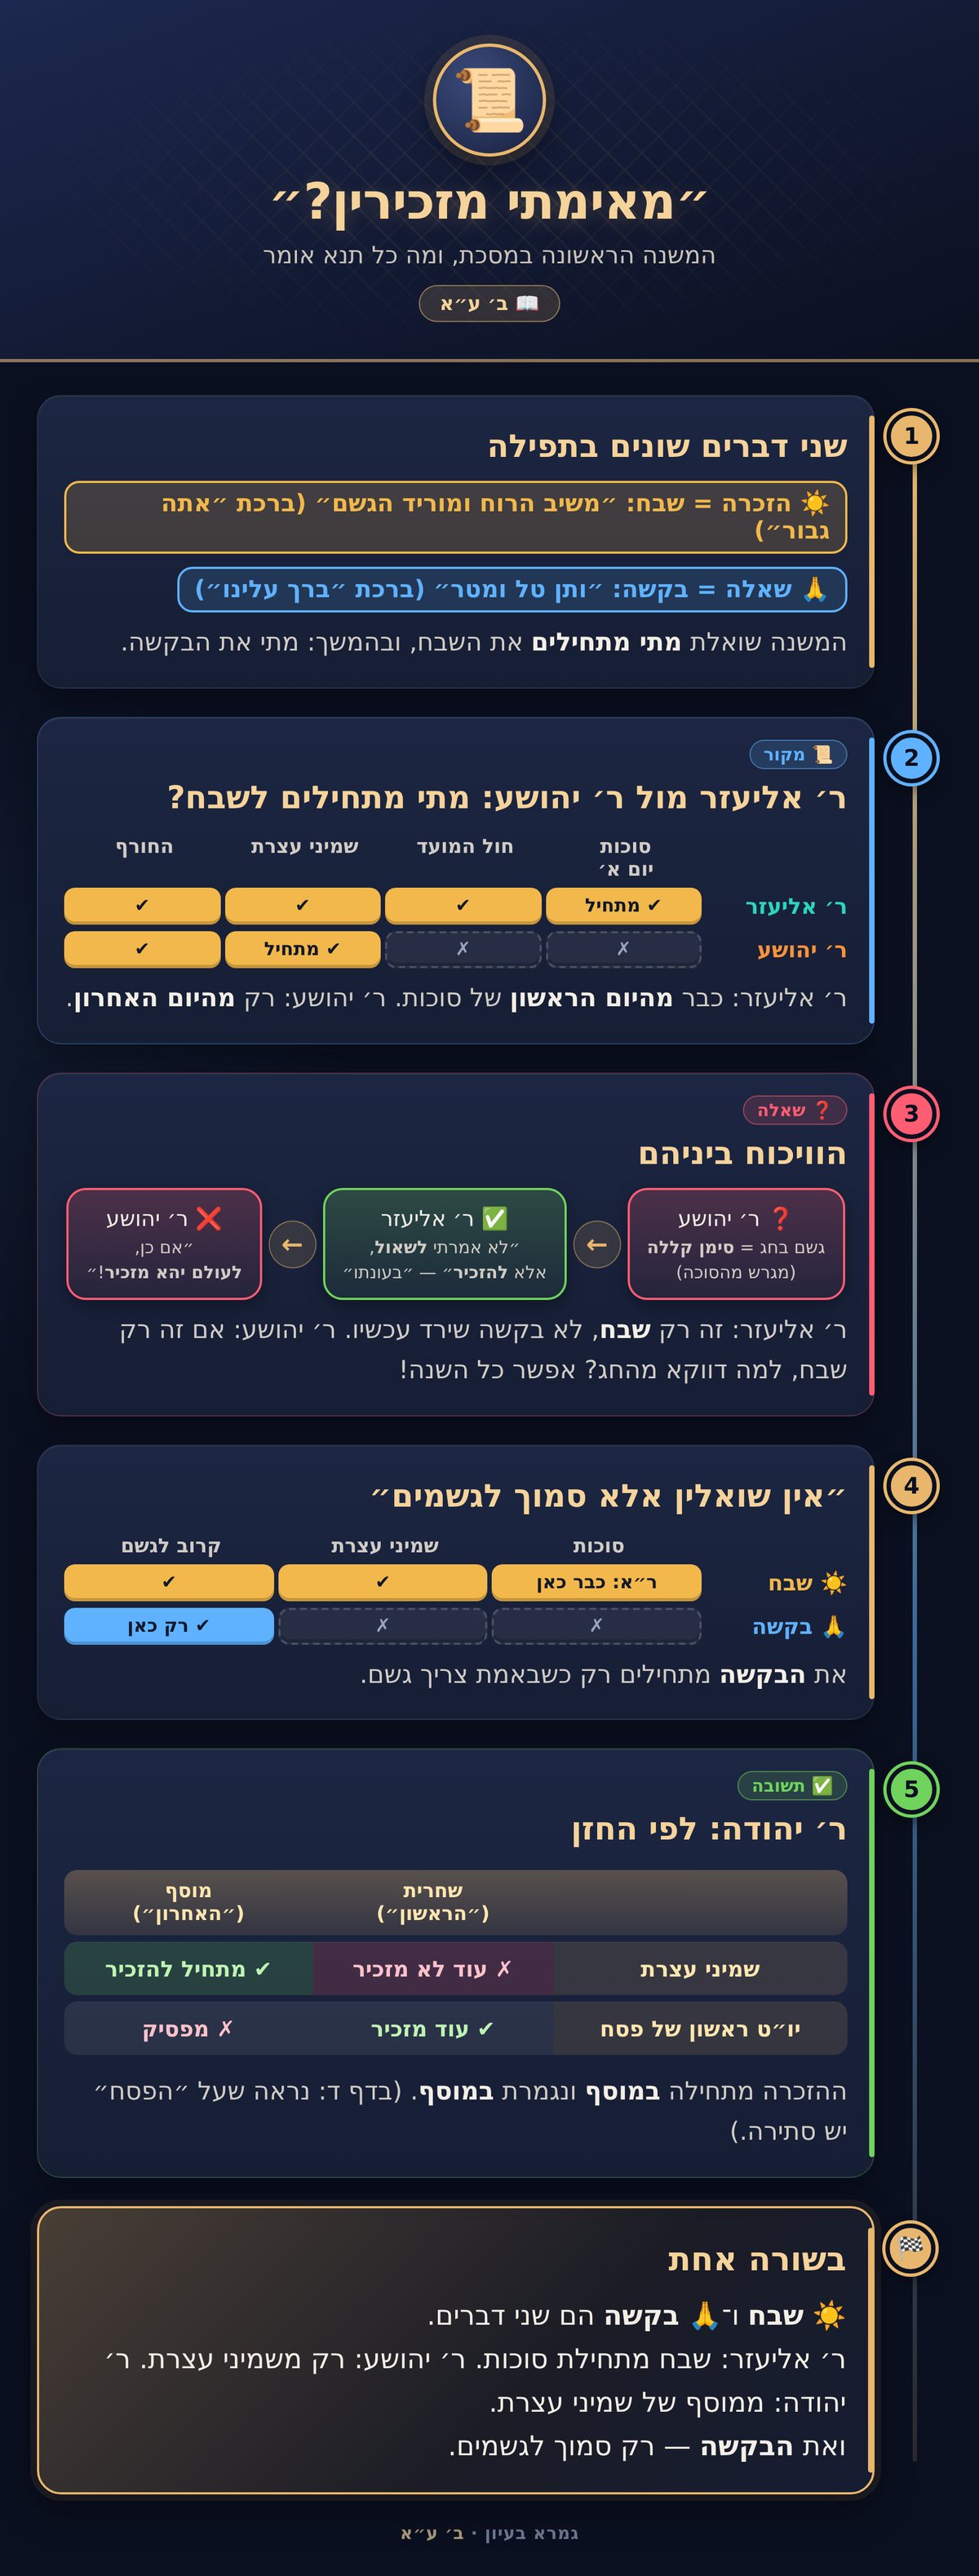 ״מאימתי מזכירין?״
המשנה הראשונה במסכת, ומה כל תנא אומר
📖 ב׳ ע״א
1
שני דברים שונים בתפילה
☀️ הזכרה = שבח: ״משיב הרוח ומוריד הגשם״ (ברכת ״אתה
גבור״)
🙏 שאלה = בקשה: ״ותן טל ומטר״ (ברכת ״ברך עלינו״)
המשנה שואלת מתי מתחילים את השבח, ובהמשך: מתי את הבקשה.
2
📜 מקור
ר׳ אליעזר מול ר׳ יהושע: מתי מתחילים לשבח?
סוכות
יום א׳
חול המועד
שמיני עצרת
החורף
ר׳ אליעזר
✔ מתחיל
✔
✔
✔
ר׳ יהושע
✗
✗
✔ מתחיל
✔
ר׳ אליעזר: כבר מהיום הראשון של סוכות. ר׳ יהושע: רק מהיום האחרון.
3
❓ שאלה
הוויכוח ביניהם
❓ ר׳ יהושע
גשם בחג = סימן קללה
(מגרש מהסוכה)
←
✅ ר׳ אליעזר
״לא אמרתי לשאול,
אלא להזכיר״ — ״בעונתו״
←
❌ ר׳ יהושע
״אם כן,
לעולם יהא מזכיר!״
ר׳ אליעזר: זה רק שבח, לא בקשה שירד עכשיו. ר׳ יהושע: אם זה רק
שבח, למה דווקא מהחג? אפשר כל השנה!
4
״אין שואלין אלא סמוך לגשמים״
סוכות
שמיני עצרת
קרוב לגשם
☀️ שבח
ר״א: כבר כאן
✔
✔
🙏 בקשה
✗
✗
✔ רק כאן
את הבקשה מתחילים רק כשבאמת צריך גשם.
5
✅ תשובה
ר׳ יהודה: לפי החזן
שחרית
(״הראשון״)
מוסף
(״האחרון״)
שמיני עצרת
✗ עוד לא מזכיר
✔ מתחיל להזכיר
יו״ט ראשון של פסח
✔ עוד מזכיר
✗ מפסיק
ההזכרה מתחילה במוסף ונגמרת במוסף. (בדף ד: נראה שעל ״הפסח״
יש סתירה.)
🏁
בשורה אחת
☀️ שבח ו־🙏 בקשה הם שני דברים.
ר׳ אליעזר: שבח מתחילת סוכות. ר׳ יהושע: רק משמיני עצרת. ר׳
יהודה: ממוסף של שמיני עצרת.
ואת הבקשה — רק סמוך לגשמים.
גמרא בעיון · ב׳ ע״א